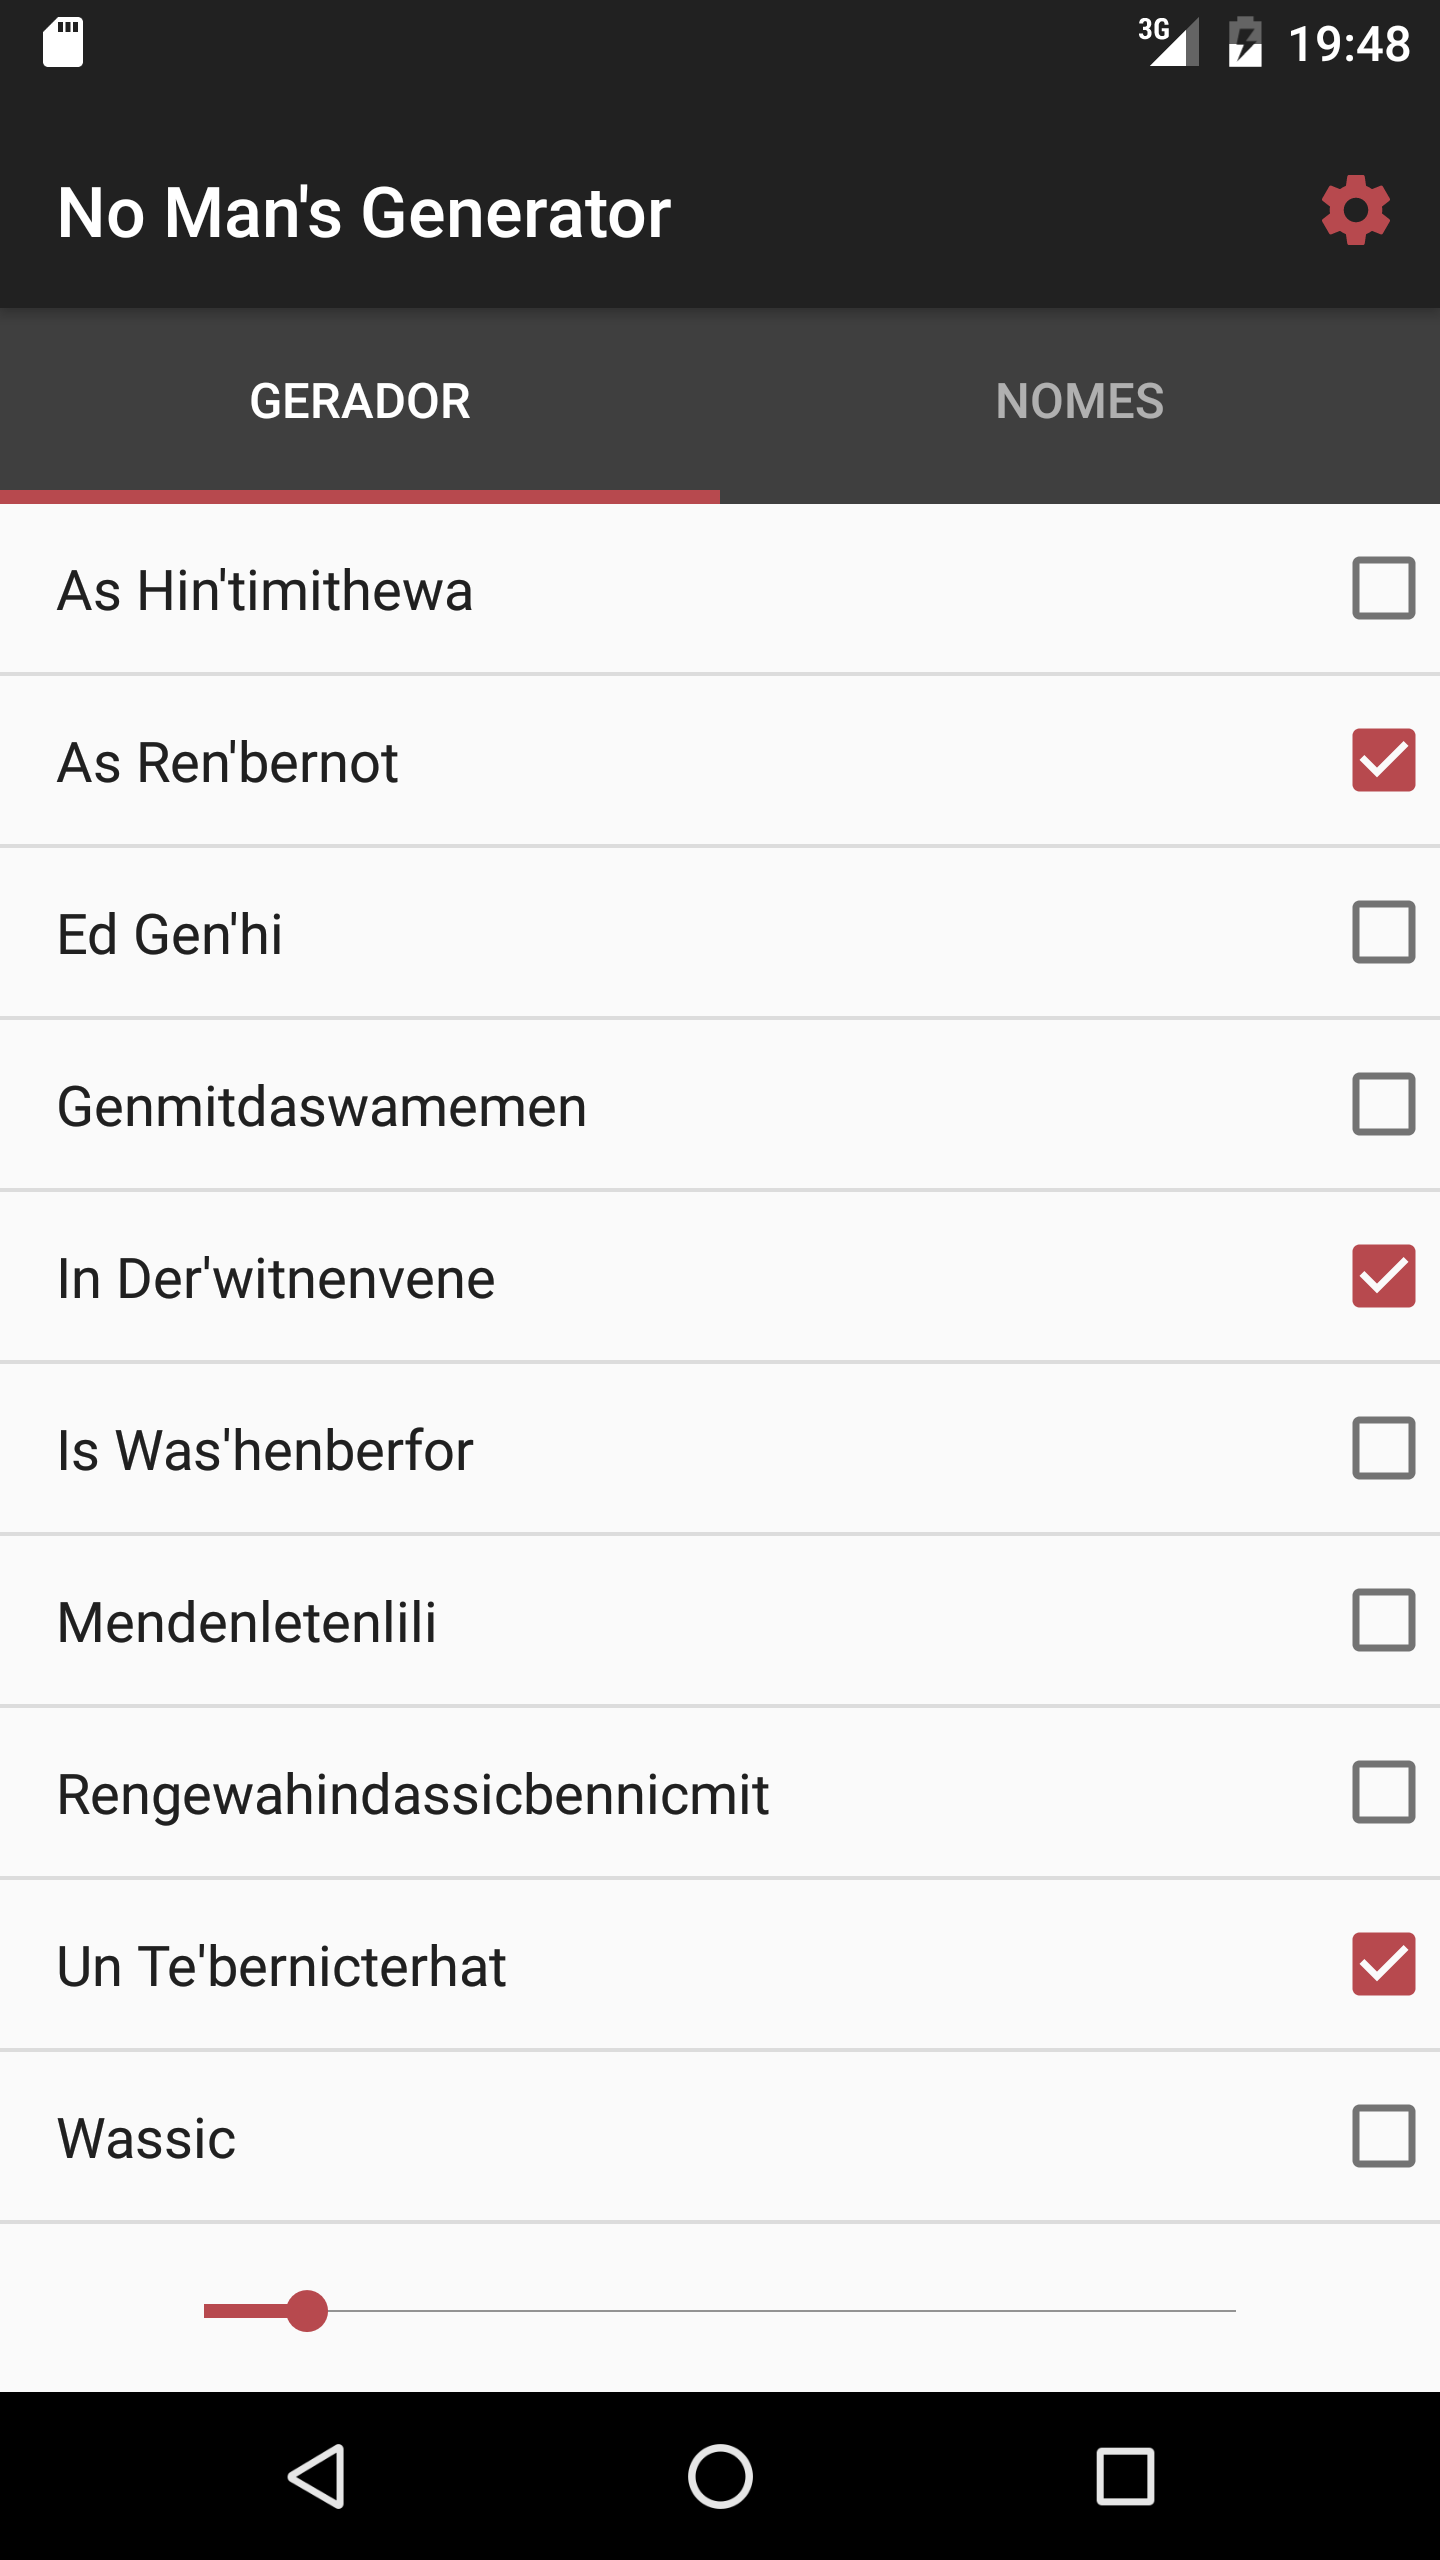 3G 19:48
No Man's Generator
GERADOR NOMES
As Hin'timithewa
As Ren'bernot
Ed Gen'hi
Genmitdaswamemen
In Der'witnenvene
Is Was'henberfor
Mendenletenlili
Rengewahindassicbennicmit
Un Te'bernicterhat
Wassic